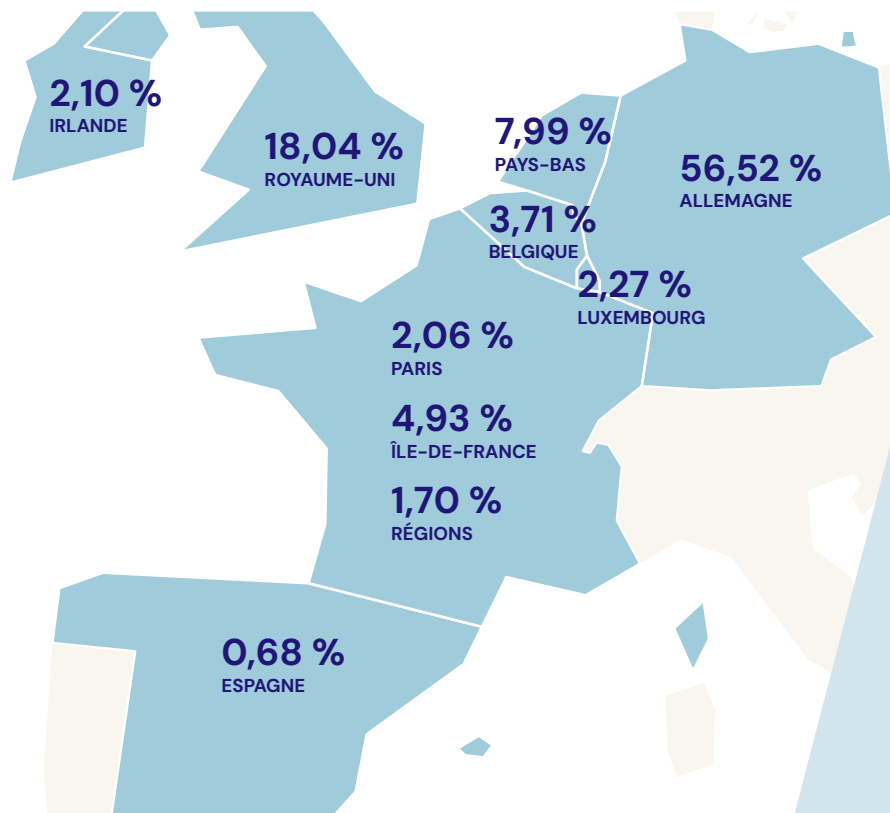 2,10 %
IRLANDE
18,04 %
ROYAUME-UNI
7,99 %
PAYS-BAS
56,52 %
ALLEMAGNE
3,71 %
BELGIQUE
2,27 %
LUXEMBOURG
2,06 %
PARIS
4,93 %
ÎLE-DE-FRANCE
1,70 %
RÉGIONS
0,68 %
ESPAGNE